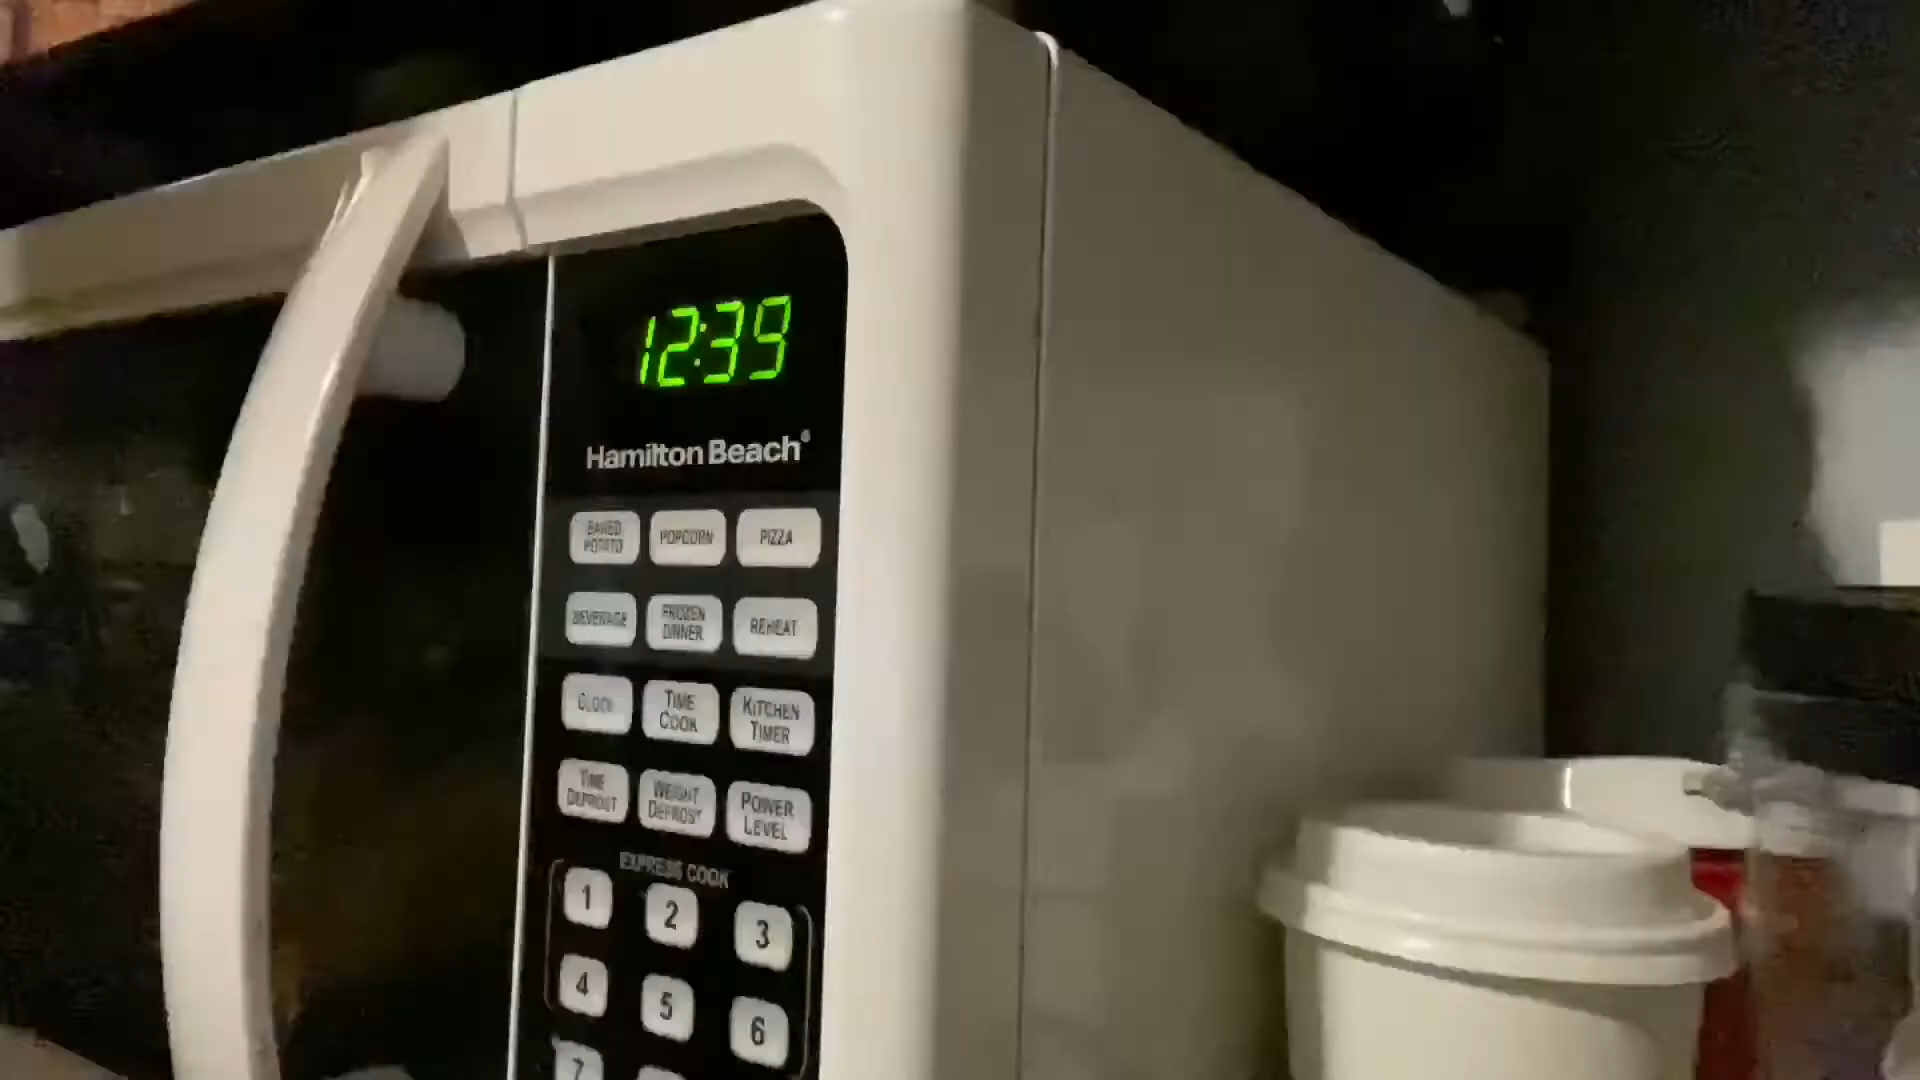 12:39
Hamilton Beach®
BAKED POTATO
POPCORN
PIZZA
BEVERAGE
FROZEN DINNER
REHEAT
CLOCK
TIME COOK
KITCHEN TIMER
TIME DEFROST
WEIGHT DEFROST
POWER LEVEL
EXPRESS COOK
1
2
3
4
5
6
7